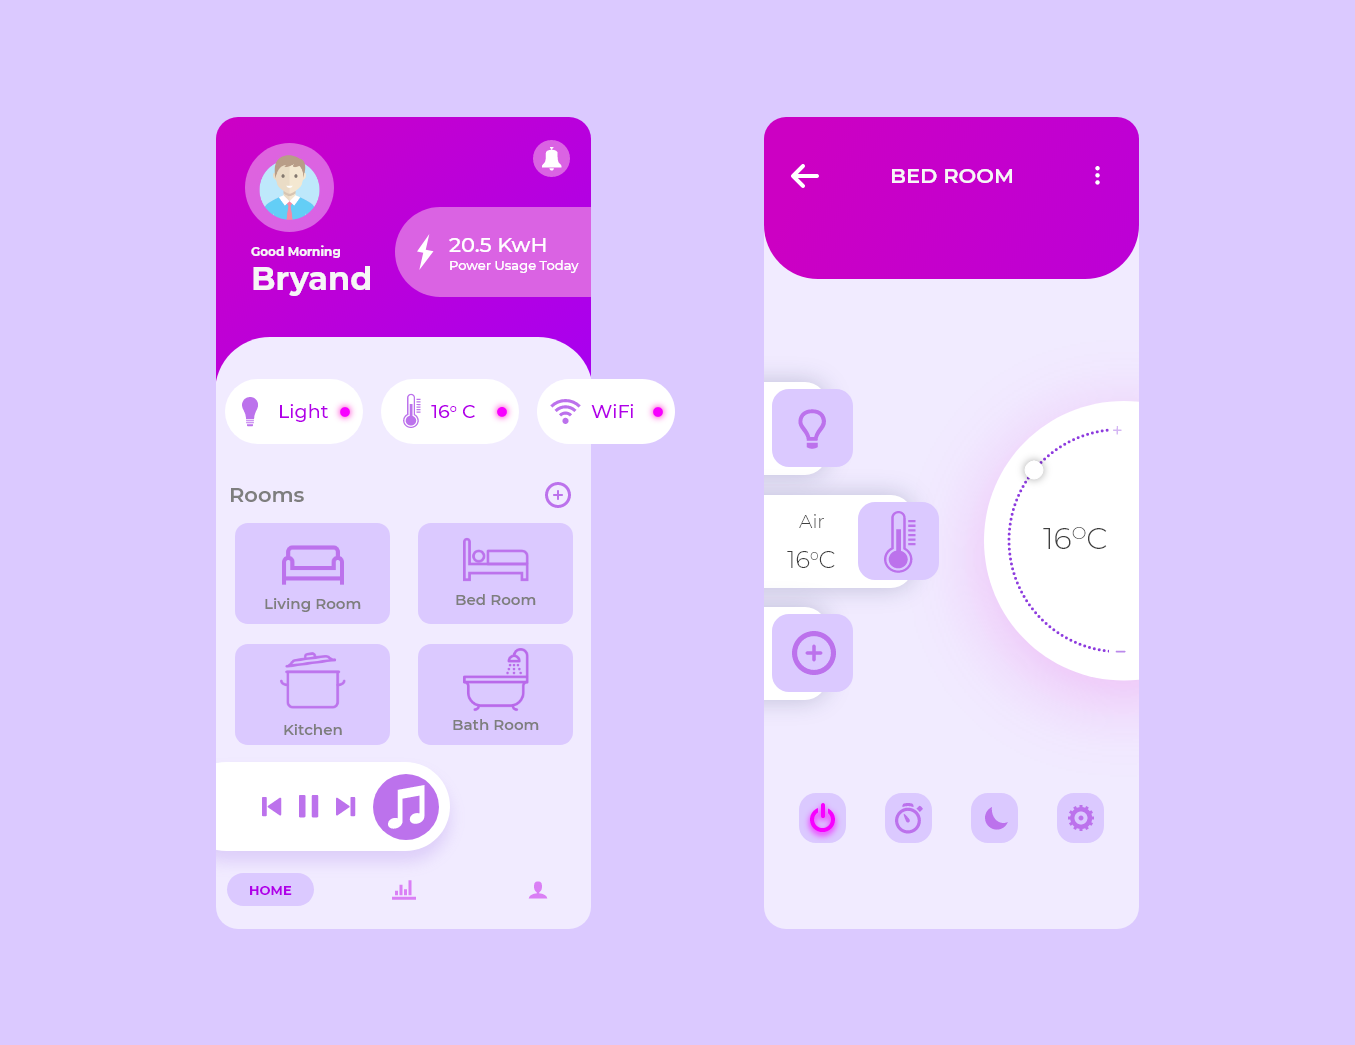 Good Morning
Bryand
20.5 KwH
Power Usage Today
Light
16° C
WiFi
Rooms
Living Room
Bed Room
Kitchen
Bath Room
HOME
BED ROOM
Air
16°C
+
16°C
−